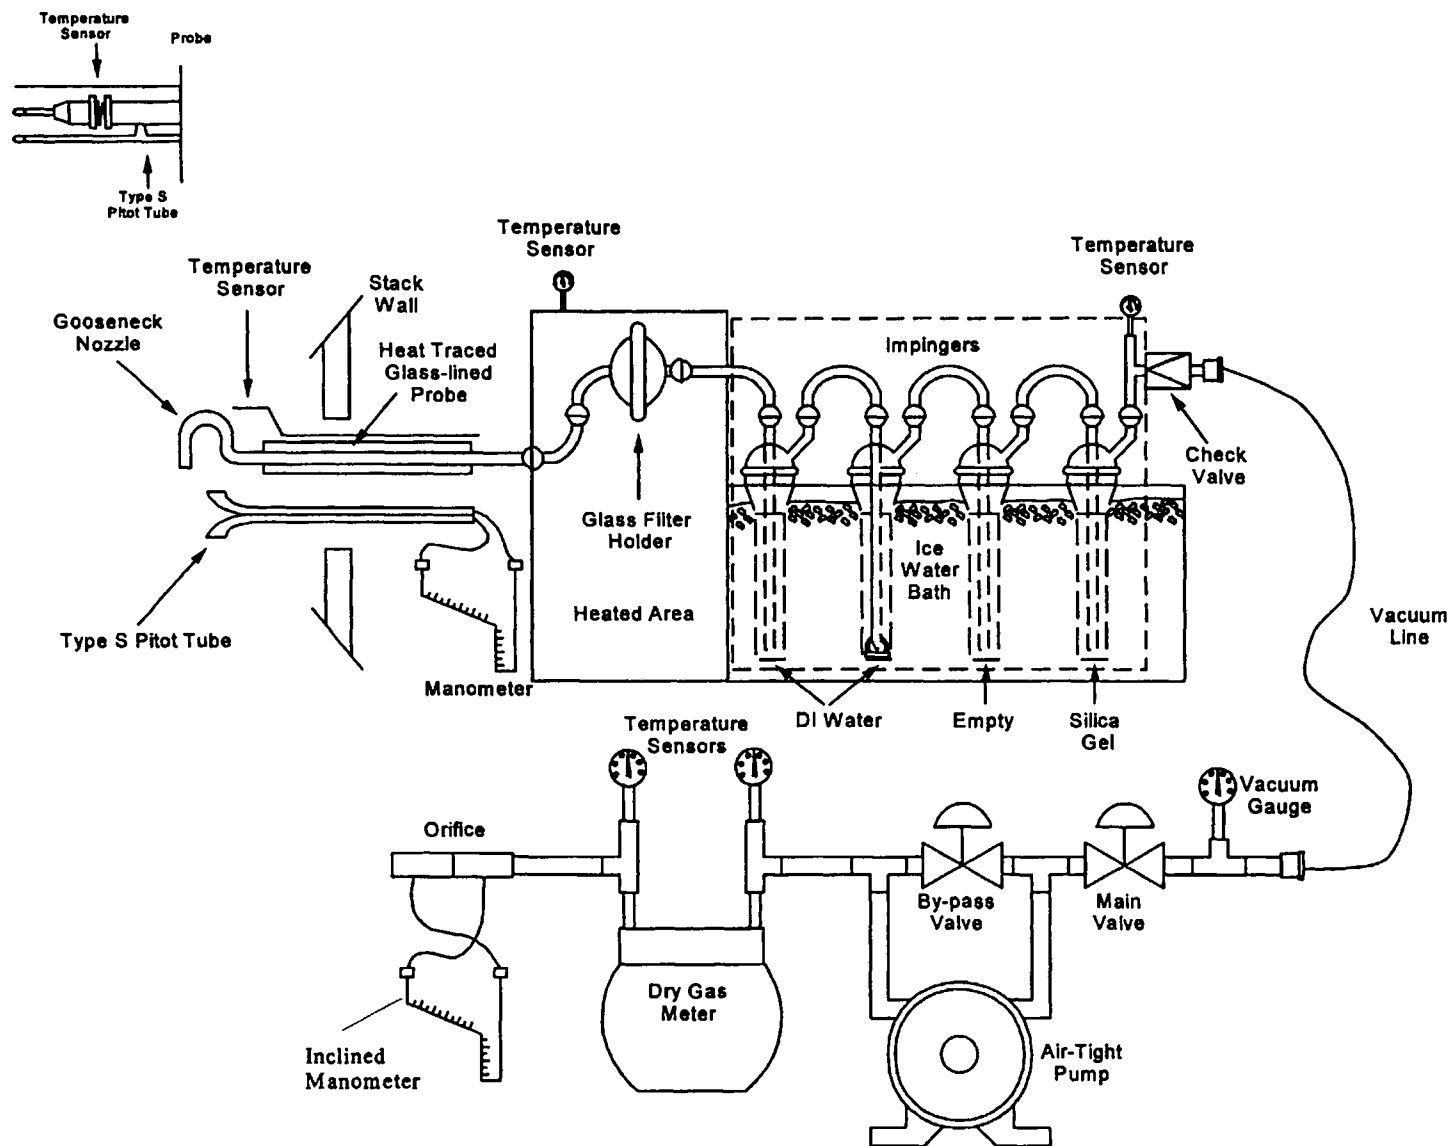 Temperature
Sensor
Probe
Type S
Pitot Tube
Temperature
Sensor
Temperature
Sensor
Temperature
Sensor
Stack
Wall
Gooseneck
Nozzle
Heat Traced
Glass-lined
Probe
Impingers
Check
Valve
Glass Filter
Holder
Ice
Water
Bath
Heated Area
Type S Pitot Tube
Vacuum
Line
Manometer
DI Water
Empty
Silica
Gel
Temperature
Sensors
Vacuum
Gauge
Orifice
By-pass
Valve
Main
Valve
Dry Gas
Meter
Inclined
Manometer
Air-Tight
Pump